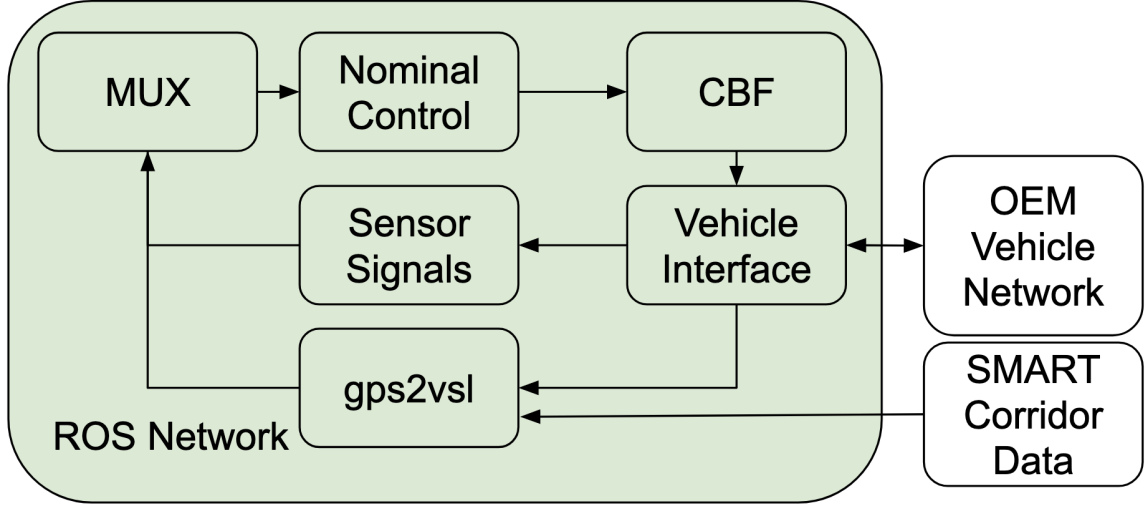 MUX
Nominal
Control
CBF
Sensor
Signals
Vehicle
Interface
OEM
Vehicle
Network
gps2vsl
SMART
Corridor
Data
ROS Network